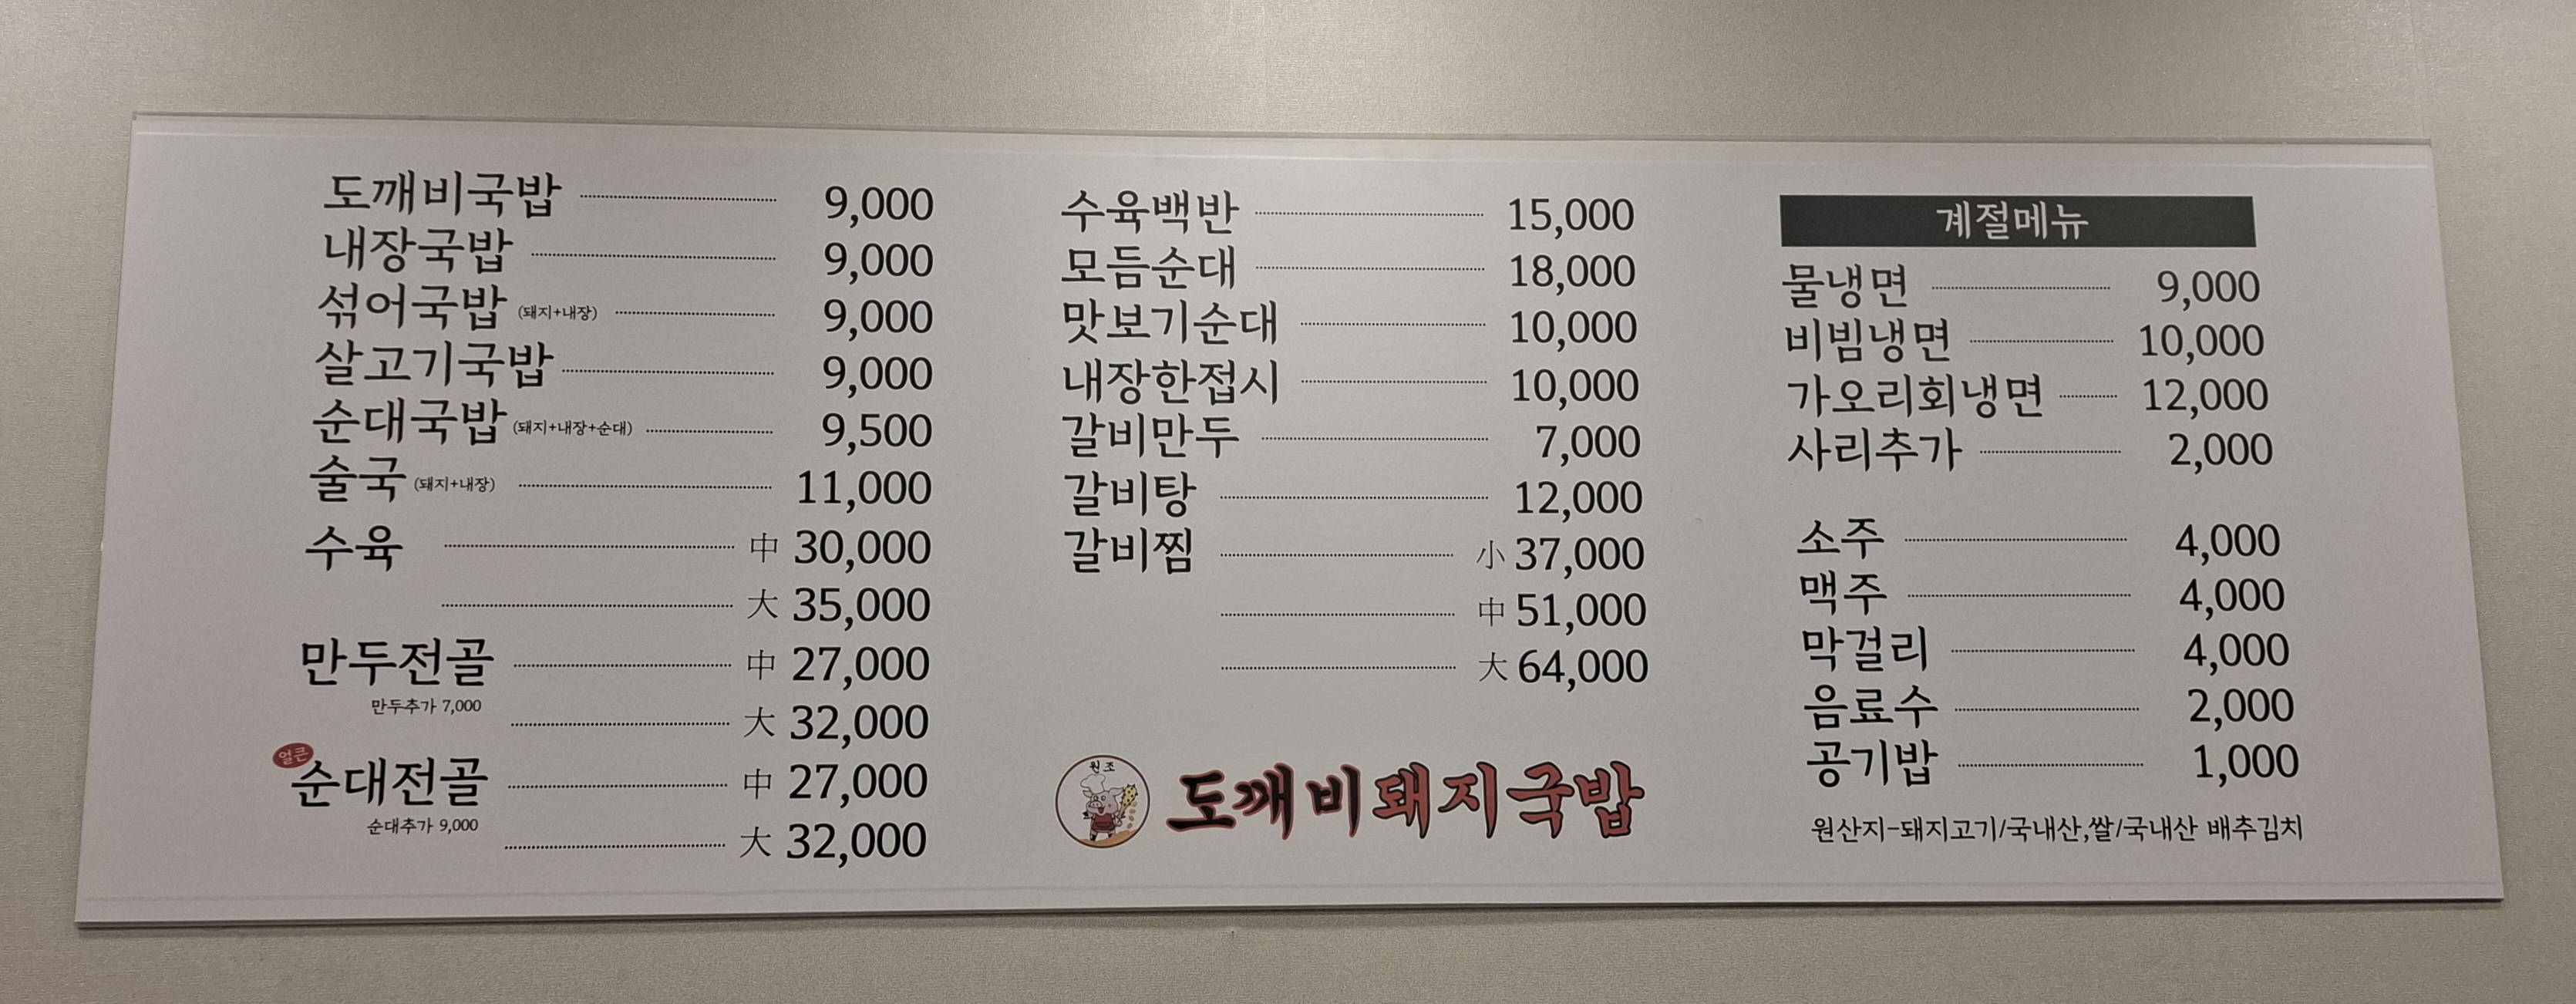 도깨비국밥 9,000
내장국밥 9,000
섞어국밥 (돼지+내장) 9,000
살고기국밥 9,000
순대국밥 (돼지+내장+순대) 9,500
술국 (돼지+내장) 11,000
수육 中 30,000
大 35,000
만두전골 中 27,000
만두추가 7,000
大 32,000
얼큰
순대전골 中 27,000
순대추가 9,000
大 32,000
수육백반 15,000
모듬순대 18,000
맛보기순대 10,000
내장한접시 10,000
갈비만두 7,000
갈비탕 12,000
갈비찜 小 37,000
中 51,000
大 64,000
원조
도깨비돼지국밥
계절메뉴
물냉면 9,000
비빔냉면 10,000
가오리회냉면 12,000
사리추가 2,000
소주 4,000
맥주 4,000
막걸리 4,000
음료수 2,000
공기밥 1,000
원산지-돼지고기/국내산,쌀/국내산 배추김치